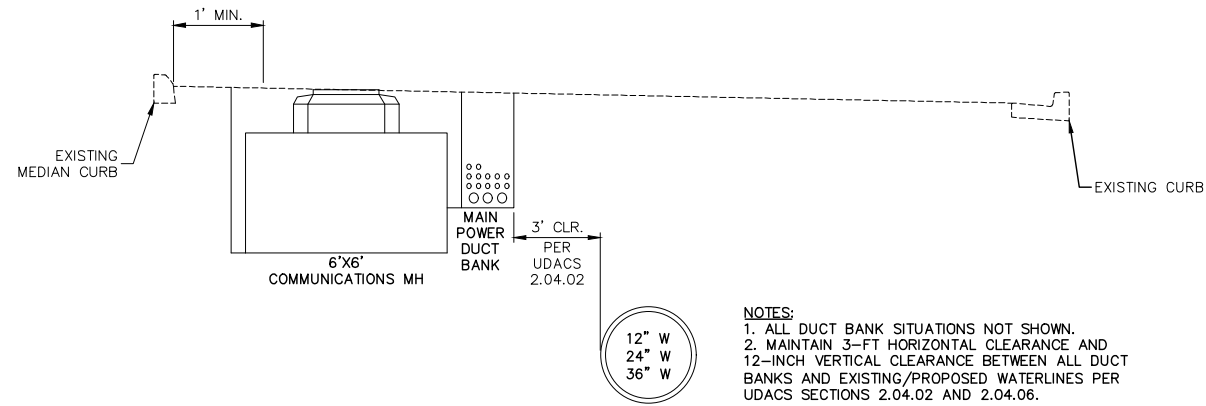 1' MIN.
EXISTING
MEDIAN CURB
EXISTING CURB
MAIN
POWER
DUCT
BANK
3' CLR.
PER
UDACS
2.04.02
6'X6'
COMMUNICATIONS MH
12" W
24" W
36" W
NOTES:
1. ALL DUCT BANK SITUATIONS NOT SHOWN.
2. MAINTAIN 3-FT HORIZONTAL CLEARANCE AND
12-INCH VERTICAL CLEARANCE BETWEEN ALL DUCT
BANKS AND EXISTING/PROPOSED WATERLINES PER
UDACS SECTIONS 2.04.02 AND 2.04.06.